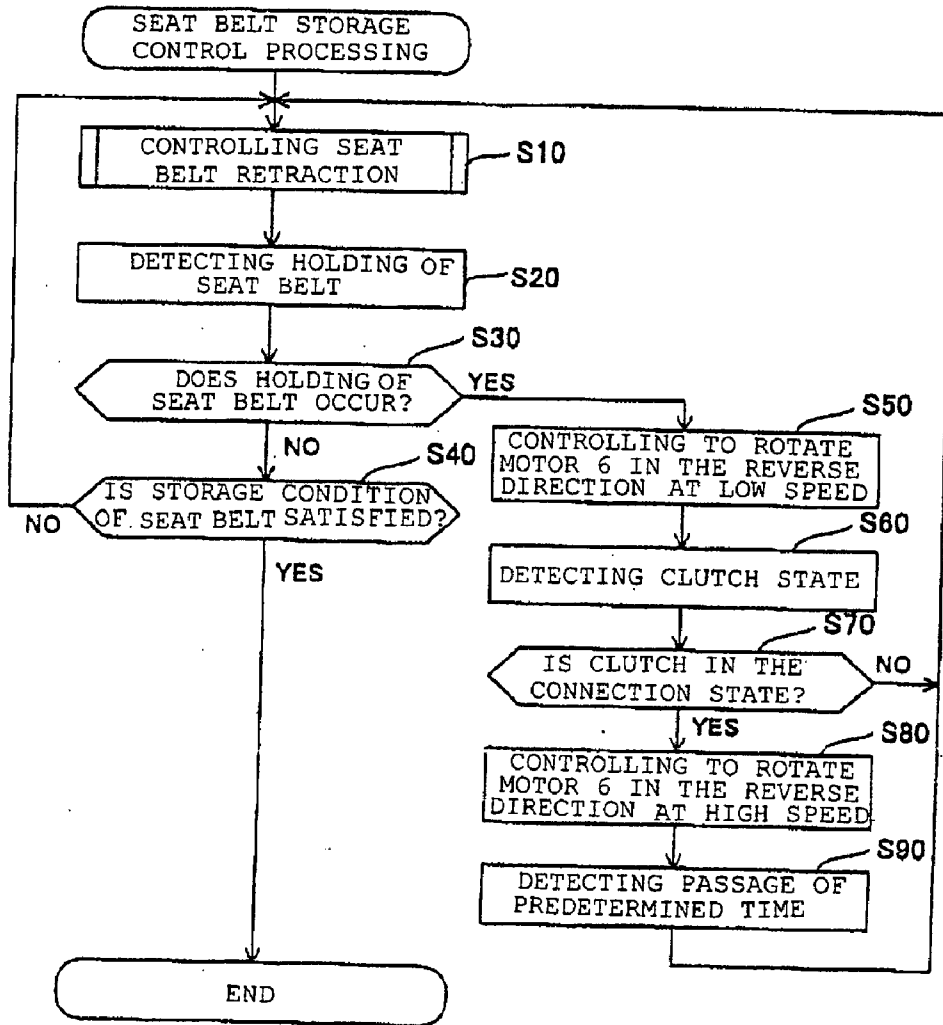 SEAT BELT STORAGE
CONTROL PROCESSING
CONTROLLING SEAT
BELT RETRACTION
S10
DETECTING HOLDING OF
SEAT BELT
S20
S30
DOES HOLDING OF
SEAT BELT OCCUR?
YES
NO
S40
IS STORAGE CONDITION
OF SEAT BELT SATISFIED?
NO
YES
S50
CONTROLLING TO ROTATE
MOTOR 6 IN THE REVERSE
DIRECTION AT LOW SPEED
S60
DETECTING CLUTCH STATE
S70
IS CLUTCH IN THE
CONNECTION STATE?
NO
YES
S80
CONTROLLING TO ROTATE
MOTOR 6 IN THE REVERSE
DIRECTION AT HIGH SPEED
S90
DETECTING PASSAGE OF
PREDETERMINED TIME
END